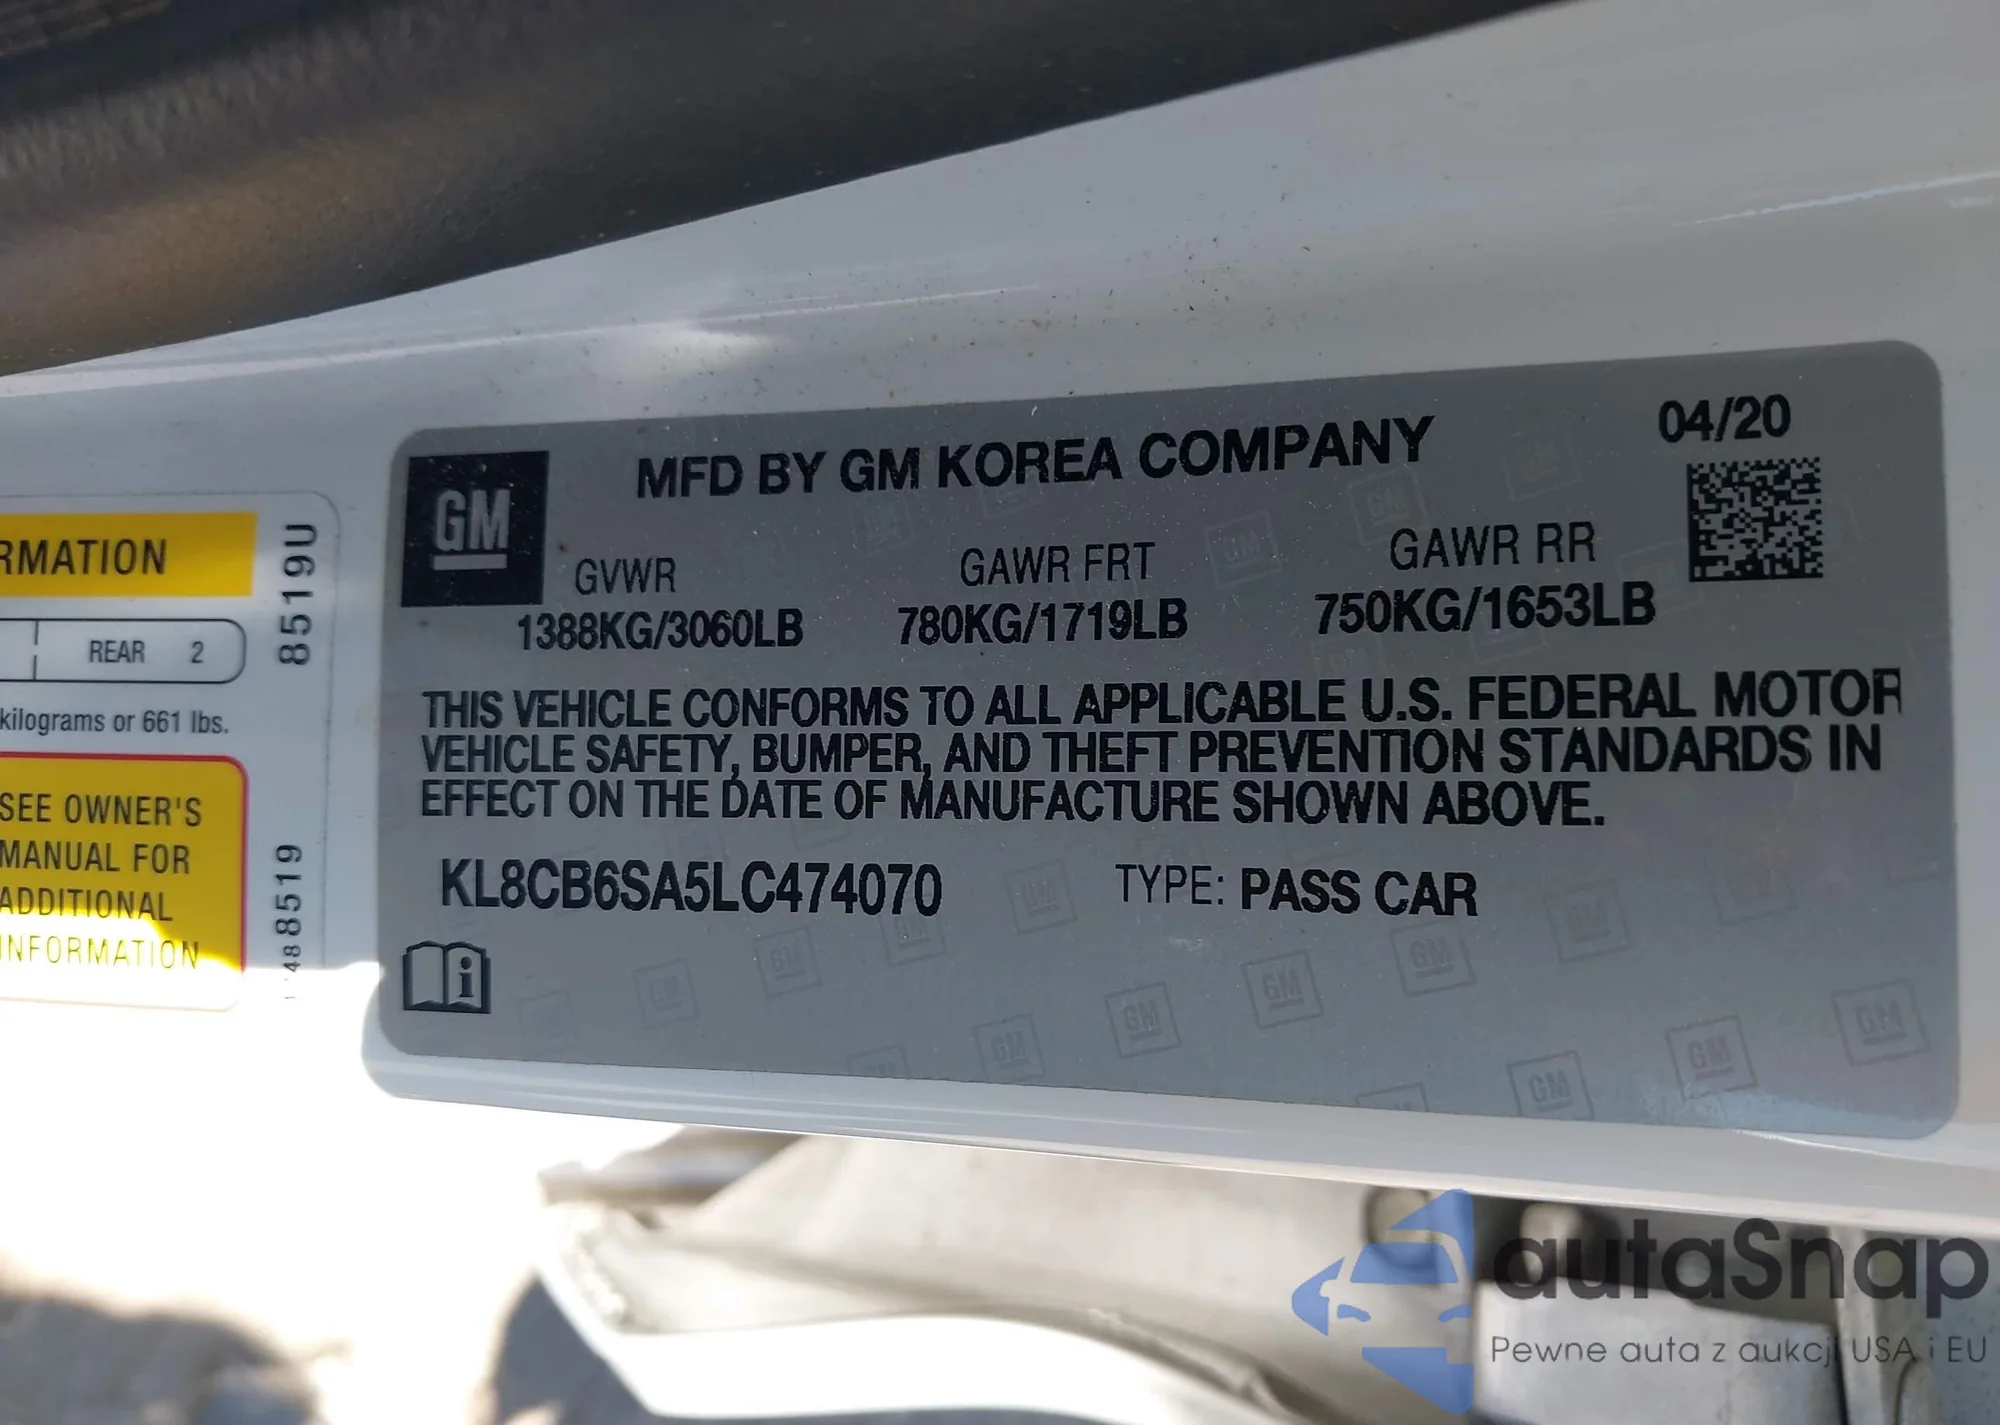 RMATION
REAR 2
kilograms or 661 lbs.
SEE OWNER'S
MANUAL FOR
ADDITIONAL
INFORMATION
8519U
8519
GM
MFD BY GM KOREA COMPANY
04/20
GVWR
1388KG/3060LB
GAWR FRT
780KG/1719LB
GAWR RR
750KG/1653LB
THIS VEHICLE CONFORMS TO ALL APPLICABLE U.S. FEDERAL MOTOR
VEHICLE SAFETY, BUMPER, AND THEFT PREVENTION STANDARDS IN
EFFECT ON THE DATE OF MANUFACTURE SHOWN ABOVE.
KL8CB6SA5LC474070
TYPE: PASS CAR
autaSnap
Pewne auta z aukcji USA i EU